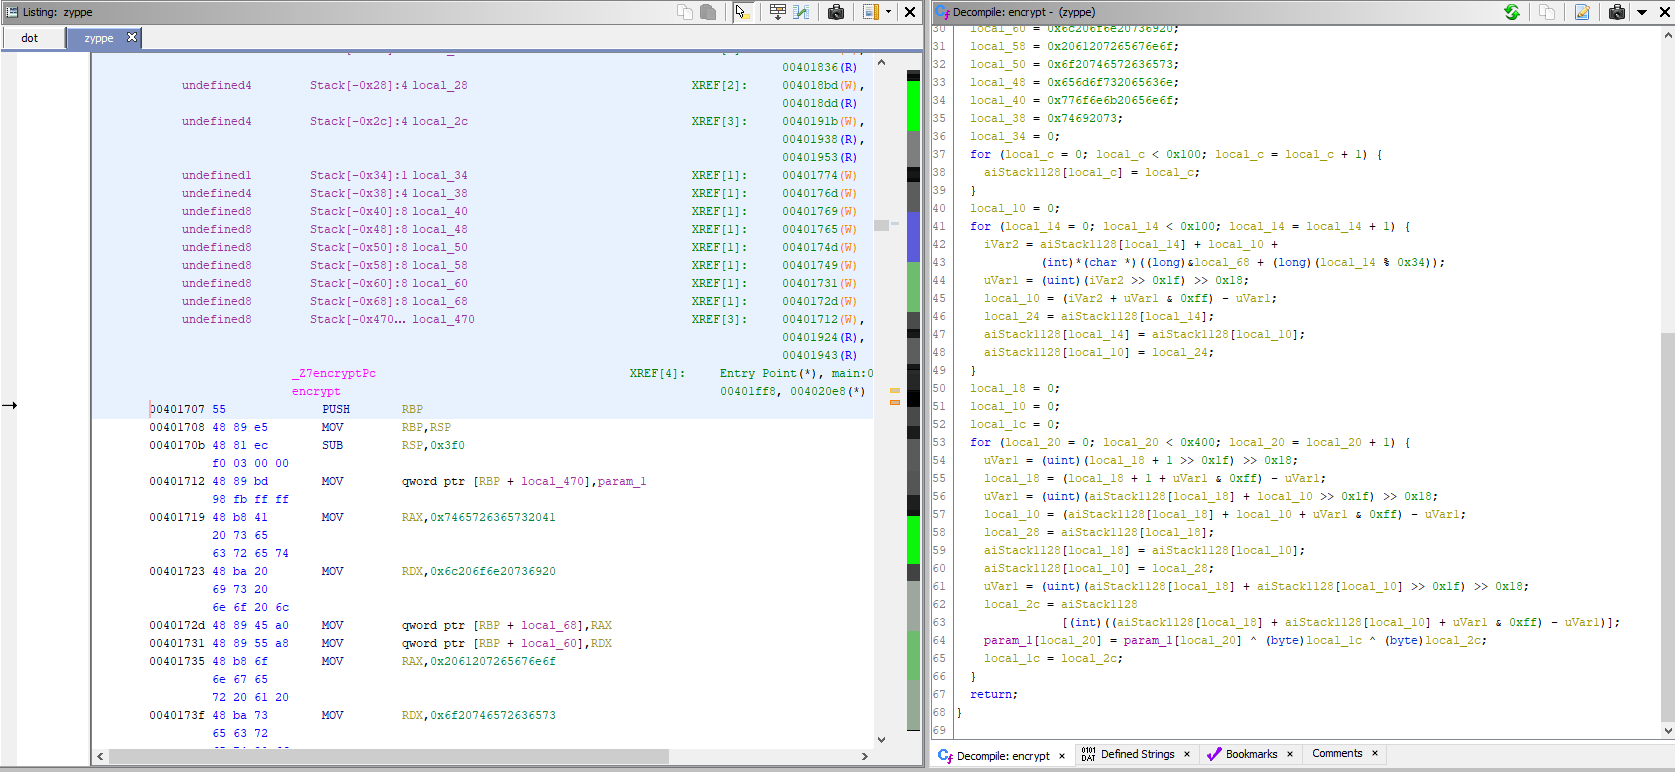 Listing: zyppe
dot
zyppe
00401836(R)
undefined4 Stack[-0x28]:4 local_28 XREF[2]: 004018bd(W),
004018dd(R)
undefined4 Stack[-0x2c]:4 local_2c XREF[3]: 0040191b(W),
00401938(R),
00401953(R)
undefined1 Stack[-0x34]:1 local_34 XREF[1]: 00401774(W)
undefined4 Stack[-0x38]:4 local_38 XREF[1]: 0040176d(W)
undefined8 Stack[-0x40]:8 local_40 XREF[1]: 00401769(W)
undefined8 Stack[-0x48]:8 local_48 XREF[1]: 00401765(W)
undefined8 Stack[-0x50]:8 local_50 XREF[1]: 0040174d(W)
undefined8 Stack[-0x58]:8 local_58 XREF[1]: 00401749(W)
undefined8 Stack[-0x60]:8 local_60 XREF[1]: 00401731(W)
undefined8 Stack[-0x68]:8 local_68 XREF[1]: 0040172d(W)
undefined8 Stack[-0x470... local_470 XREF[3]: 00401712(W),
00401924(R),
00401943(R)
_Z7encryptPc XREF[4]: Entry Point(*), main:0
encrypt 00401ff8, 004020e8(*)
00401707 55 PUSH RBP
00401708 48 89 e5 MOV RBP,RSP
0040170b 48 81 ec SUB RSP,0x3f0
f0 03 00 00
00401712 48 89 bd MOV qword ptr [RBP + local_470],param_1
98 fb ff ff
00401719 48 b8 41 MOV RAX,0x7465726365732041
20 73 65
63 72 65 74
00401723 48 ba 20 MOV RDX,0x6c206f6e20736920
69 73 20
6e 6f 20 6c
0040172d 48 89 45 a0 MOV qword ptr [RBP + local_68],RAX
00401731 48 89 55 a8 MOV qword ptr [RBP + local_60],RDX
00401735 48 b8 6f MOV RAX,0x2061207265676e6f
6e 67 65
72 20 61 20
0040173f 48 ba 73 MOV RDX,0x6f20746572636573
65 63 72
Decompile: encrypt - (zyppe)
30 local_60 = 0x6c206f6e20736920;
31 local_58 = 0x2061207265676e6f;
32 local_50 = 0x6f20746572636573;
33 local_48 = 0x656d6f732065636e;
34 local_40 = 0x776f6e6b20656e6f;
35 local_38 = 0x74692073;
36 local_34 = 0;
37 for (local_c = 0; local_c < 0x100; local_c = local_c + 1) {
38 aiStack1128[local_c] = local_c;
39 }
40 local_10 = 0;
41 for (local_14 = 0; local_14 < 0x100; local_14 = local_14 + 1) {
42 iVar2 = aiStack1128[local_14] + local_10 +
43 (int)*(char *)((long)&local_68 + (long)(local_14 % 0x34));
44 uVar1 = (uint)(iVar2 >> 0x1f) >> 0x18;
45 local_10 = (iVar2 + uVar1 & 0xff) - uVar1;
46 local_24 = aiStack1128[local_14];
47 aiStack1128[local_14] = aiStack1128[local_10];
48 aiStack1128[local_10] = local_24;
49 }
50 local_18 = 0;
51 local_10 = 0;
52 local_1c = 0;
53 for (local_20 = 0; local_20 < 0x400; local_20 = local_20 + 1) {
54 uVar1 = (uint)(local_18 + 1 >> 0x1f) >> 0x18;
55 local_18 = (local_18 + 1 + uVar1 & 0xff) - uVar1;
56 uVar1 = (uint)(aiStack1128[local_18] + local_10 >> 0x1f) >> 0x18;
57 local_10 = (aiStack1128[local_18] + local_10 + uVar1 & 0xff) - uVar1;
58 local_28 = aiStack1128[local_18];
59 aiStack1128[local_18] = aiStack1128[local_10];
60 aiStack1128[local_10] = local_28;
61 uVar1 = (uint)(aiStack1128[local_18] + aiStack1128[local_10] >> 0x1f) >> 0x18;
62 local_2c = aiStack1128
63 [(int)((aiStack1128[local_18] + aiStack1128[local_10] + uVar1 & 0xff) - uVar1)];
64 param_1[local_20] = param_1[local_20] ^ (byte)local_1c ^ (byte)local_2c;
65 local_1c = local_2c;
66 }
67 return;
68 }
69
Decompile: encrypt
Defined Strings
Bookmarks
Comments